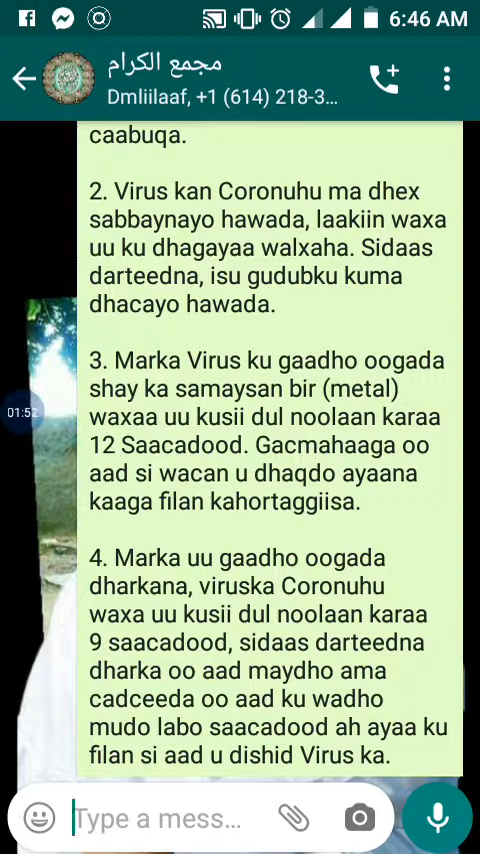 6:46 AM
مجمع الكرام
Dmliilaaf, +1 (614) 218-3...
caabuqa.
2. Virus kan Coronuhu ma dhex
sabbaynayo hawada, laakiin waxa
uu ku dhagayaa walxaha. Sidaas
darteedna, isu gudubku kuma
dhacayo hawada.
3. Marka Virus ku gaadho oogada
shay ka samaysan bir (metal)
waxaa uu kusii dul noolaan karaa
12 Saacadood. Gacmahaaga oo
aad si wacan u dhaqdo ayaana
kaaga filan kahortaggiisa.
01:52
4. Marka uu gaadho oogada
dharkana, viruska Coronuhu
waxa uu kusii dul noolaan karaa
9 saacadood, sidaas darteedna
dharka oo aad maydho ama
cadceeda oo aad ku wadho
mudo labo saacadood ah ayaa ku
filan si aad u dishid Virus ka.
Type a mess...